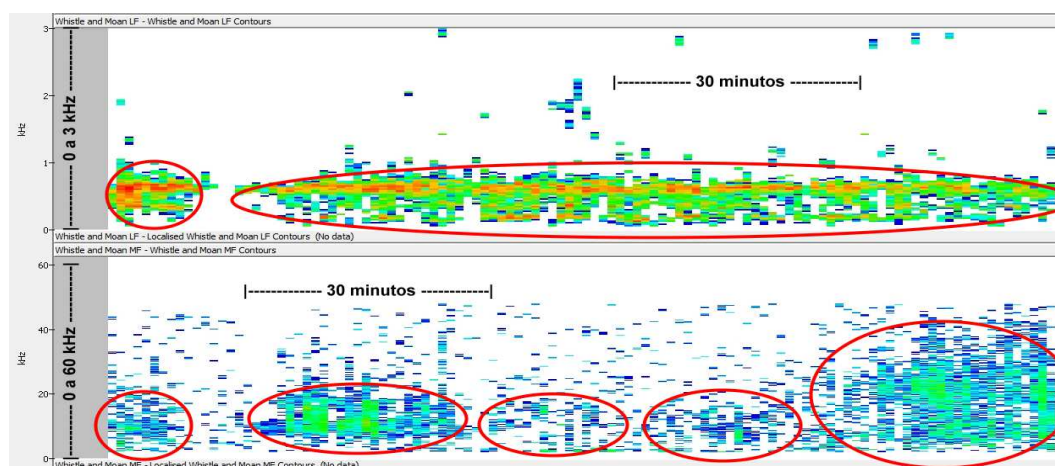 Whistle and Moan LF - Whistle and Moan LF Contours
3
2
1
0
kHz
|------ 0 a 3 kHz ------|
|------------- 30 minutos -------------|
Whistle and Moan LF - Localised Whistle and Moan LF Contours (No data)
Whistle and Moan MF - Whistle and Moan MF Contours
60
40
20
0
kHz
|------ 0 a 60 kHz ------|
|------------- 30 minutos -------------|
Whistle and Moan MF - Localised Whistle and Moan MF Contours (No data)